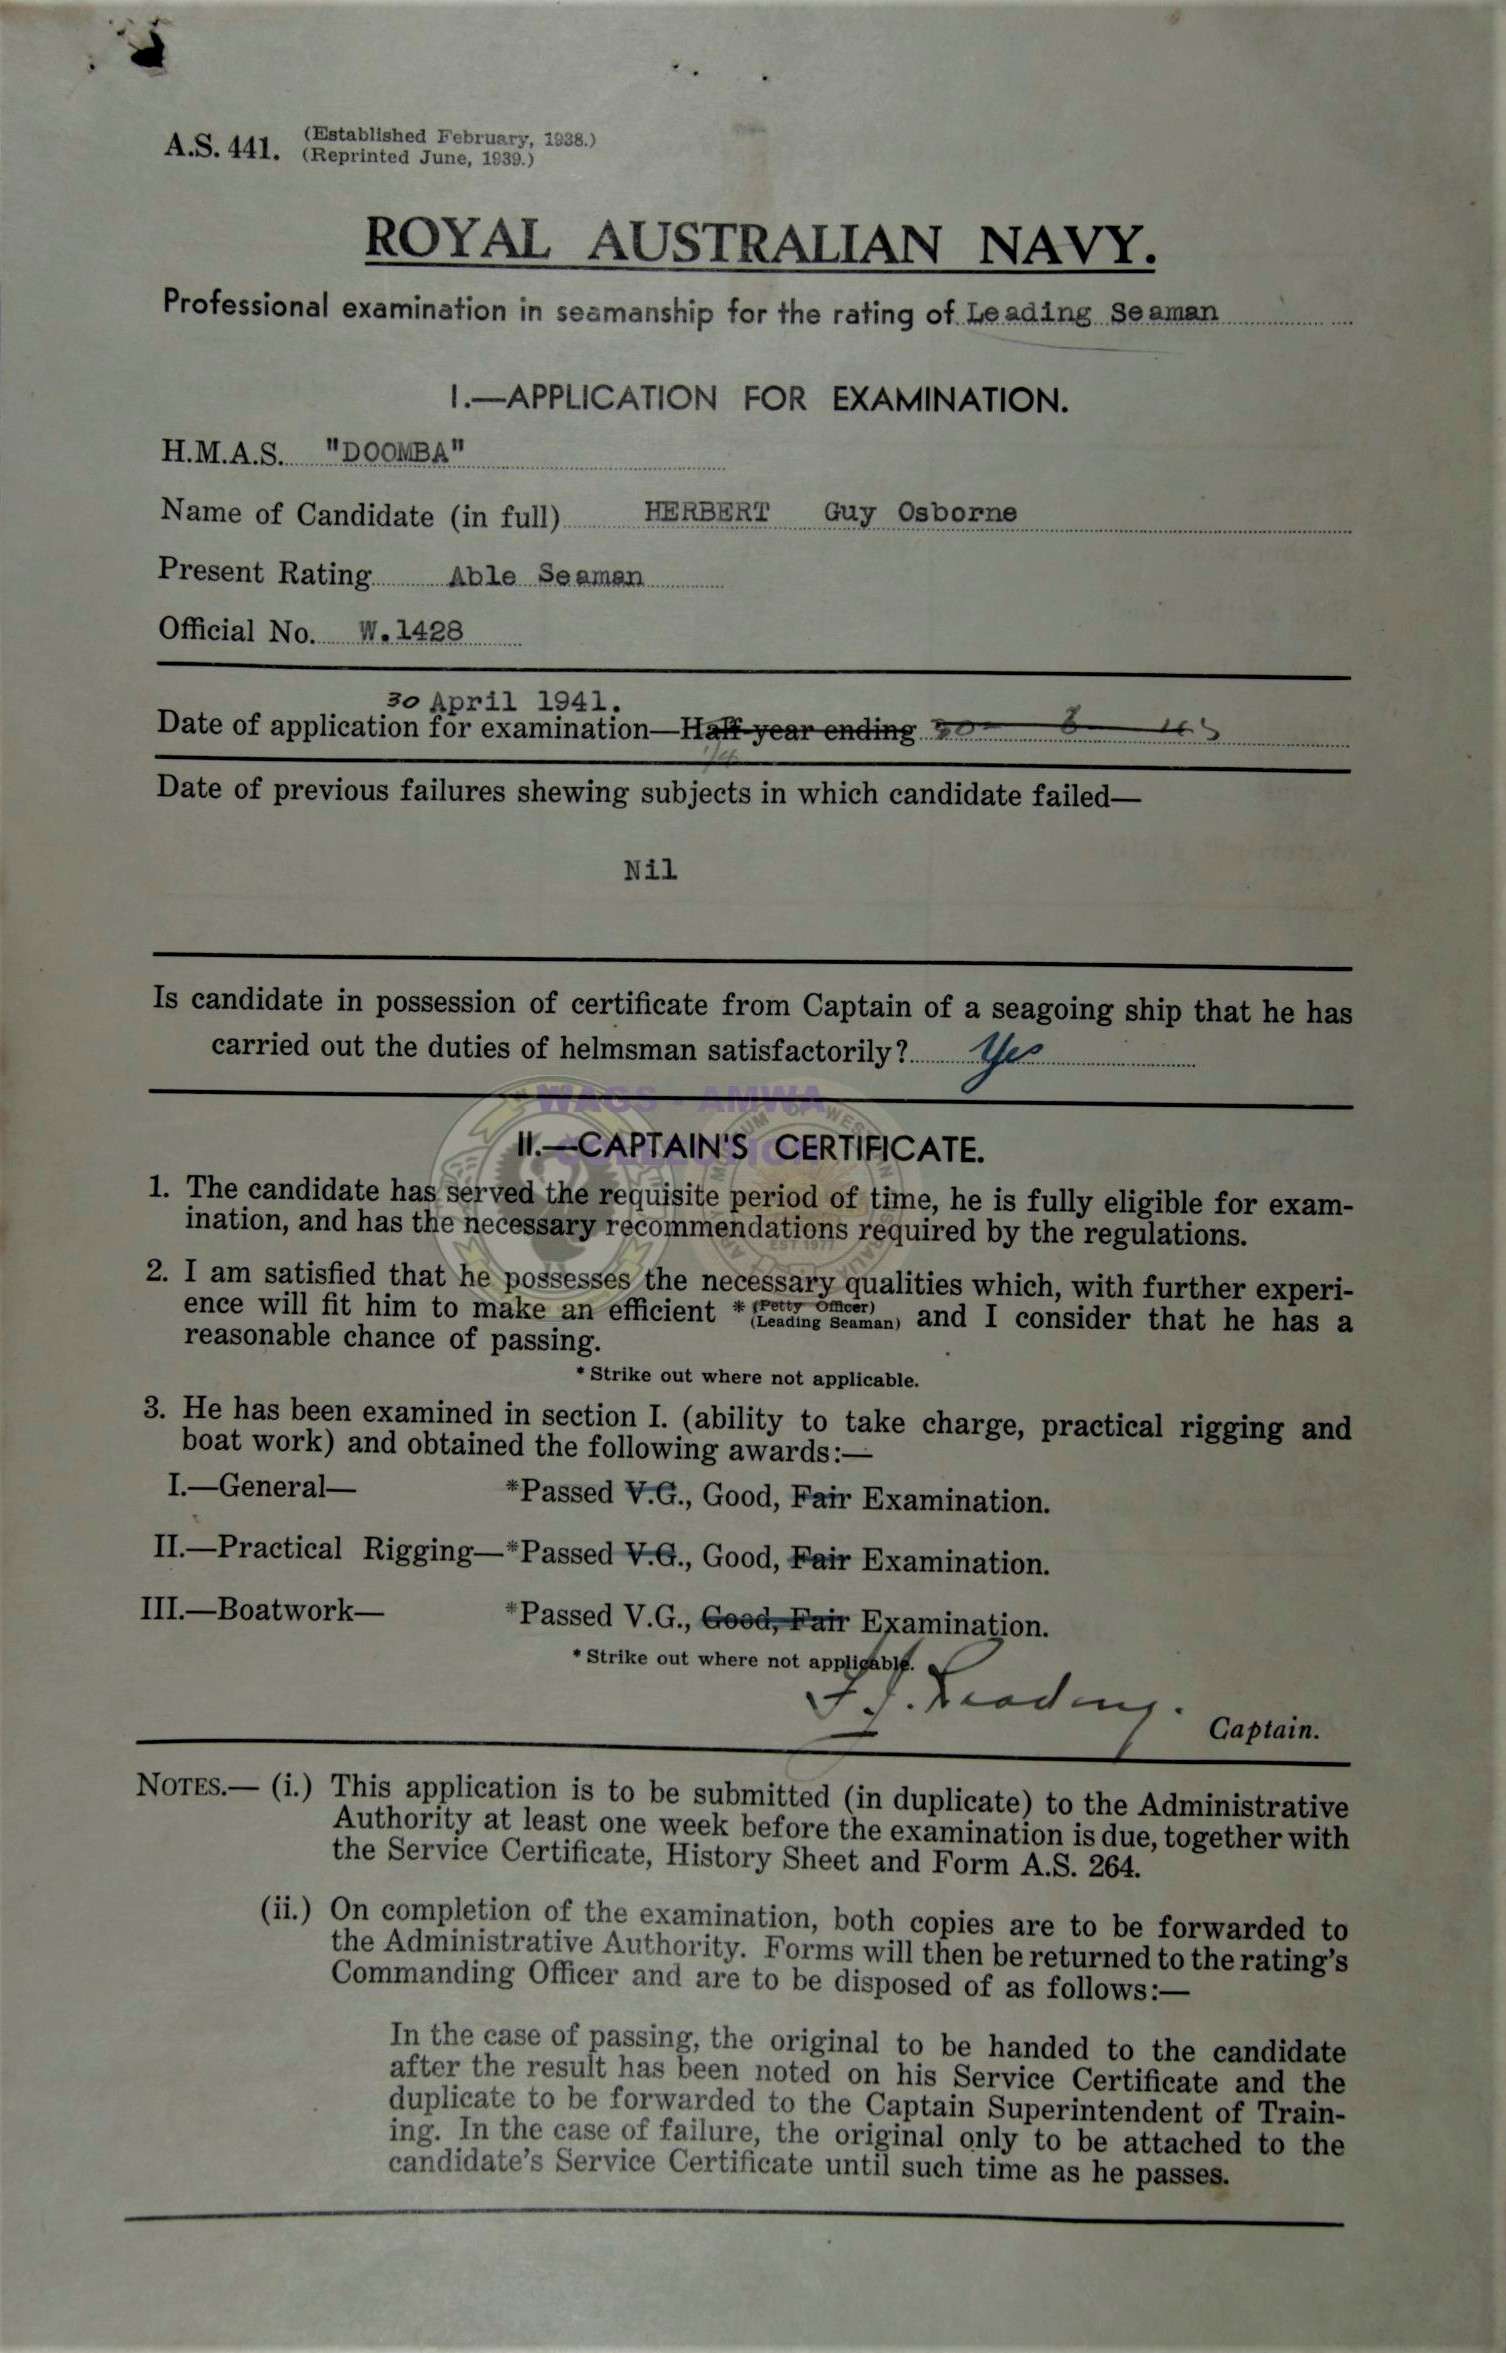 A.S. 441. (Established February, 1938.)
(Reprinted June, 1939.)
ROYAL AUSTRALIAN NAVY.
Professional examination in seamanship for the rating of Leading Seaman
I.—APPLICATION FOR EXAMINATION.
H.M.A.S. "DOOMBA"
Name of Candidate (in full) HERBERT Guy Osborne
Present Rating Able Seaman
Official No. W.1428
30 April 1941.
Date of application for examination—Half-year ending
Date of previous failures shewing subjects in which candidate failed—
Nil
Is candidate in possession of certificate from Captain of a seagoing ship that he has
carried out the duties of helmsman satisfactorily? Yes
WAGS - AMWA
II.—CAPTAIN'S CERTIFICATE.
1. The candidate has served the requisite period of time, he is fully eligible for exam-
ination, and has the necessary recommendations required by the regulations.
EST 1977
2. I am satisfied that he possesses the necessary qualities which, with further experi-
ence will fit him to make an efficient * (Petty Officer)
(Leading Seaman) and I consider that he has a
reasonable chance of passing.
* Strike out where not applicable.
3. He has been examined in section I. (ability to take charge, practical rigging and
boat work) and obtained the following awards:—
I.—General— *Passed V.G., Good, Fair Examination.
II.—Practical Rigging—*Passed V.G., Good, Fair Examination.
III.—Boatwork— *Passed V.G., Good, Fair Examination.
* Strike out where not applicable.
Captain.
NOTES.— (i.) This application is to be submitted (in duplicate) to the Administrative
Authority at least one week before the examination is due, together with
the Service Certificate, History Sheet and Form A.S. 264.
(ii.) On completion of the examination, both copies are to be forwarded to
the Administrative Authority. Forms will then be returned to the rating's
Commanding Officer and are to be disposed of as follows:—
In the case of passing, the original to be handed to the candidate
after the result has been noted on his Service Certificate and the
duplicate to be forwarded to the Captain Superintendent of Train-
ing. In the case of failure, the original only to be attached to the
candidate's Service Certificate until such time as he passes.